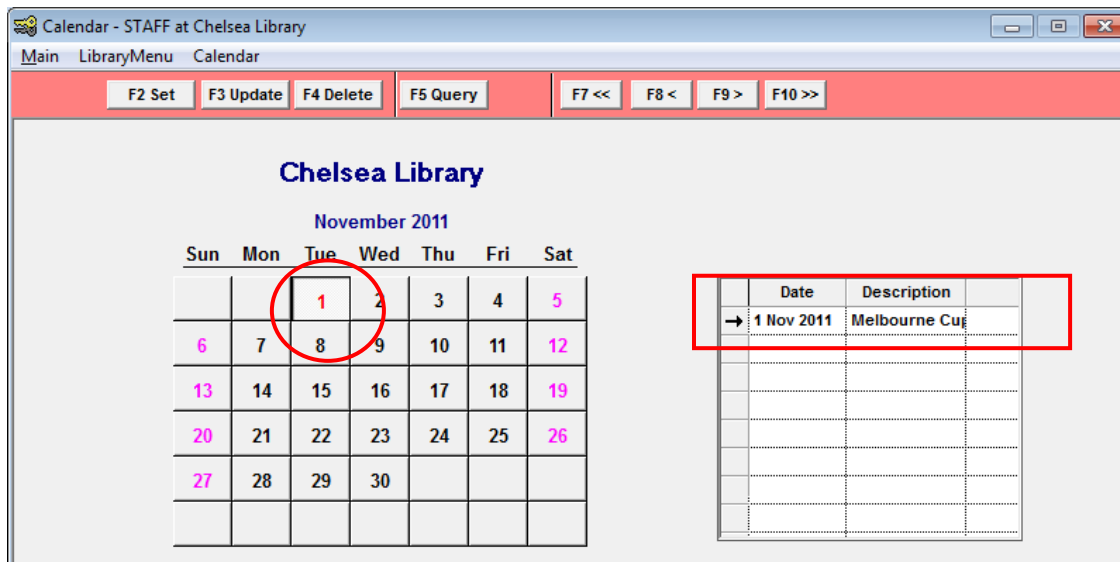 Calendar - STAFF at Chelsea Library
Main LibraryMenu Calendar
F2 Set F3 Update F4 Delete F5 Query F7 << F8 < F9 > F10 >>
Chelsea Library
November 2011
Sun Mon Tue Wed Thu Fri Sat
1 2 3 4 5
6 7 8 9 10 11 12
13 14 15 16 17 18 19
20 21 22 23 24 25 26
27 28 29 30
Date Description
1 Nov 2011 Melbourne Cup